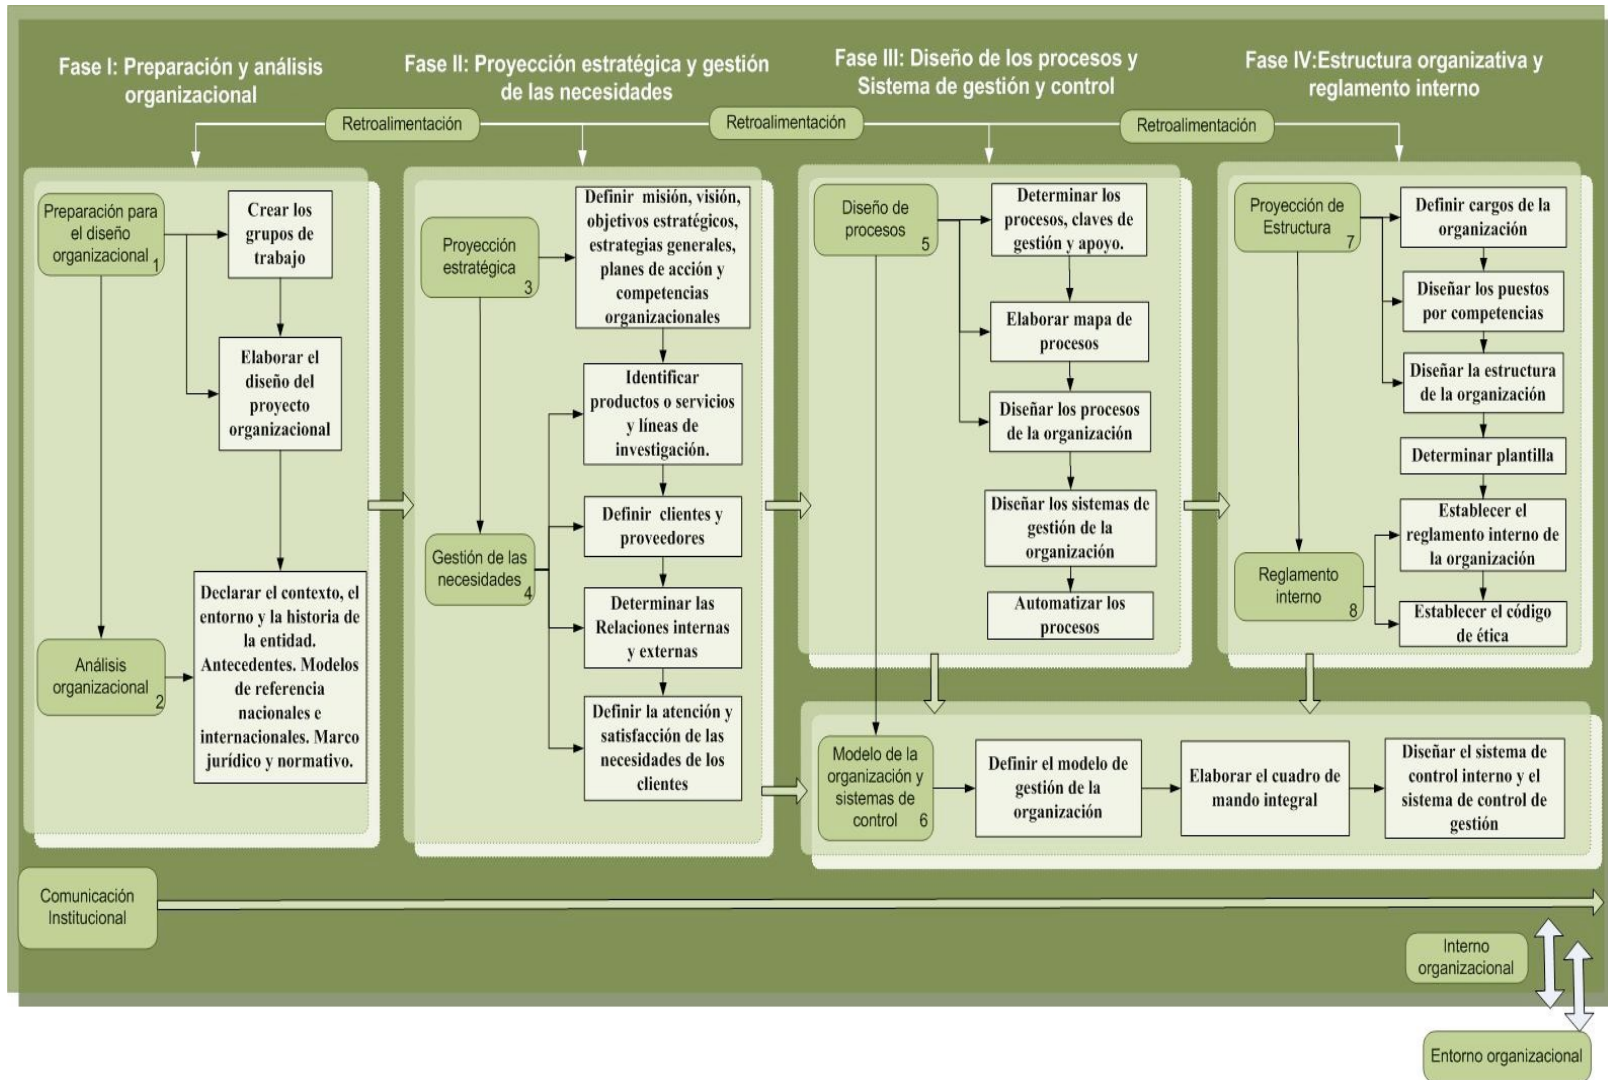 Fase I: Preparación y análisis
organizacional
Fase II: Proyección estratégica y gestión
de las necesidades
Fase III: Diseño de los procesos y
Sistema de gestión y control
Fase IV:Estructura organizativa y
reglamento interno
Retroalimentación
Retroalimentación
Retroalimentación
Preparación para
el diseño
organizacional
1
Crear los
grupos de
trabajo
Elaborar el
diseño del
proyecto
organizacional
Análisis
organizacional
2
Declarar el contexto, el
entorno y la historia de
la entidad.
Antecedentes. Modelos
de referencia
nacionales e
internacionales. Marco
jurídico y normativo.
Proyección
estratégica
3
Definir misión, visión,
objetivos estratégicos,
estrategias generales,
planes de acción y
competencias
organizacionales
Identificar
productos o servicios
y líneas de
investigación.
Gestión de las
necesidades
4
Definir clientes y
proveedores
Determinar las
Relaciones internas
y externas
Definir la atención y
satisfacción de las
necesidades de los
clientes
Diseño de
procesos
5
Determinar los
procesos, claves de
gestión y apoyo.
Elaborar mapa de
procesos
Diseñar los procesos
de la organización
Diseñar los sistemas de
gestión de la
organización
Automatizar los
procesos
Proyección de
Estructura
7
Definir cargos de la
organización
Diseñar los puestos
por competencias
Diseñar la estructura
de la organización
Determinar plantilla
Reglamento
interno
8
Establecer el
reglamento interno de
la organización
Establecer el código
de ética
Modelo de la
organización y
sistemas de
control
6
Definir el modelo de
gestión de la
organización
Elaborar el cuadro de
mando integral
Diseñar el sistema de
control interno y el
sistema de control de
gestión
Comunicación
Institucional
Interno
organizacional
Entorno organizacional